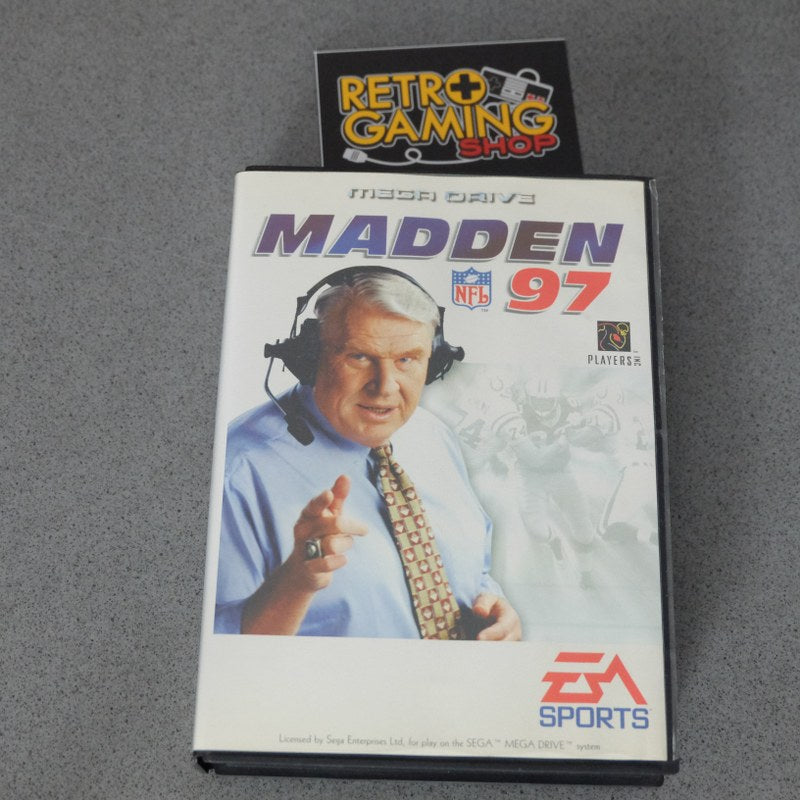 RETRO
GAMING
SHOP
MEGA DRIVE
MADDEN
NFL
97
PLAYERS INC
EA
SPORTS
Licensed by Sega Enterprises Ltd, for play on the SEGA™ MEGA DRIVE™ system